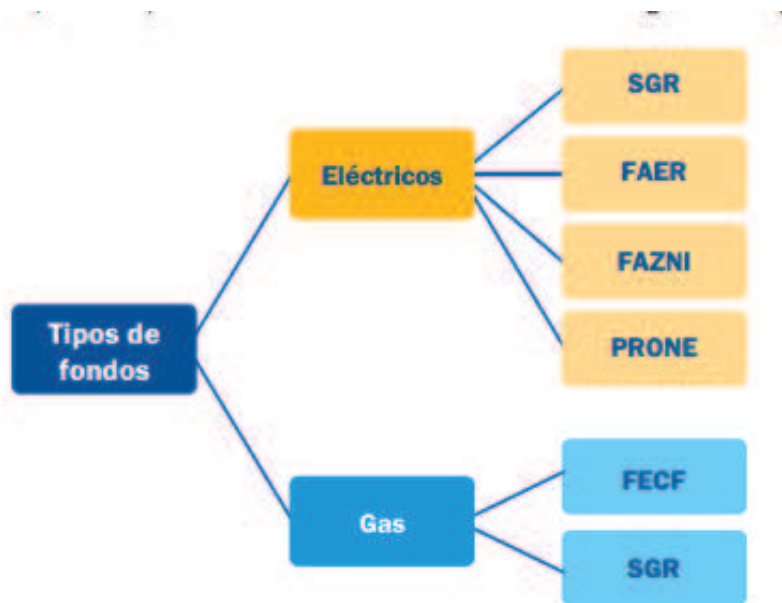 Tipos de
fondos
Eléctricos
SGR
FAER
FAZNI
PRONE
Gas
FECF
SGR